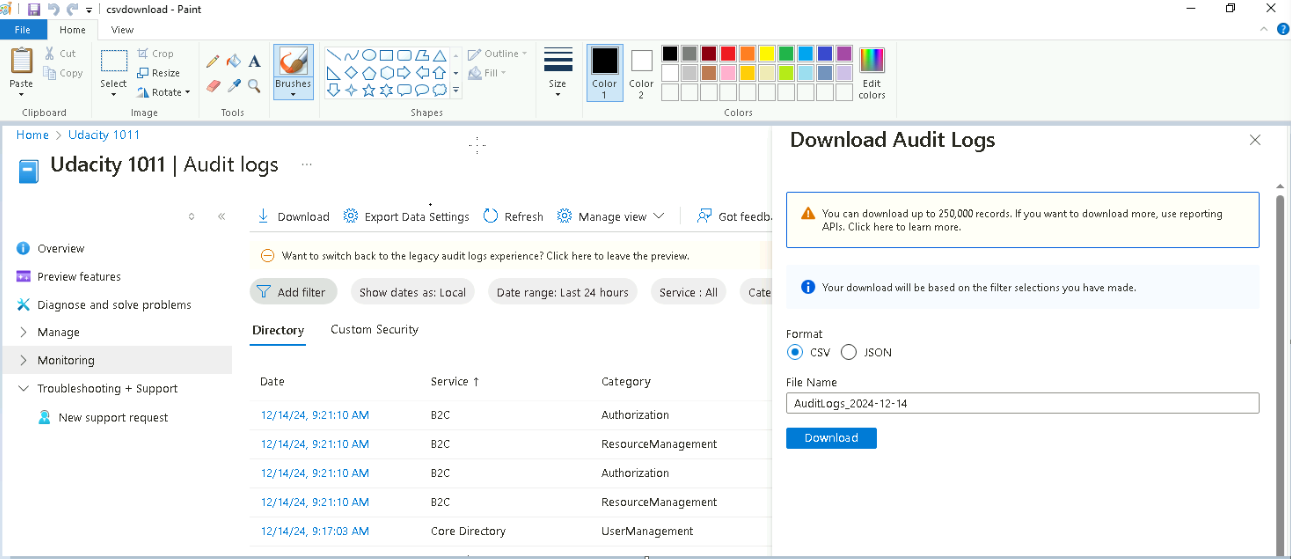 csvdownload - Paint
File Home View
Paste
Cut
Copy
Clipboard
Select
Crop
Resize
Rotate
Image
A
Tools
Brushes
Shapes
Outline
Fill
Size
Color 1
Color 2
Colors
Edit colors
Home > Udacity 1011
Udacity 1011 | Audit logs ...
Overview
Preview features
Diagnose and solve problems
Manage
Monitoring
Troubleshooting + Support
New support request
Download Export Data Settings Refresh Manage view Got feedba
Want to switch back to the legacy audit logs experience? Click here to leave the preview.
Add filter Show dates as: Local Date range: Last 24 hours Service : All Cate
Directory Custom Security
Date Service ↑ Category
12/14/24, 9:21:10 AM B2C Authorization
12/14/24, 9:21:10 AM B2C ResourceManagement
12/14/24, 9:21:10 AM B2C Authorization
12/14/24, 9:21:10 AM B2C ResourceManagement
12/14/24, 9:17:03 AM Core Directory UserManagement
Download Audit Logs
You can download up to 250,000 records. If you want to download more, use reporting
APIs. Click here to learn more.
Your download will be based on the filter selections you have made.
Format
CSV JSON
File Name
AuditLogs_2024-12-14
Download